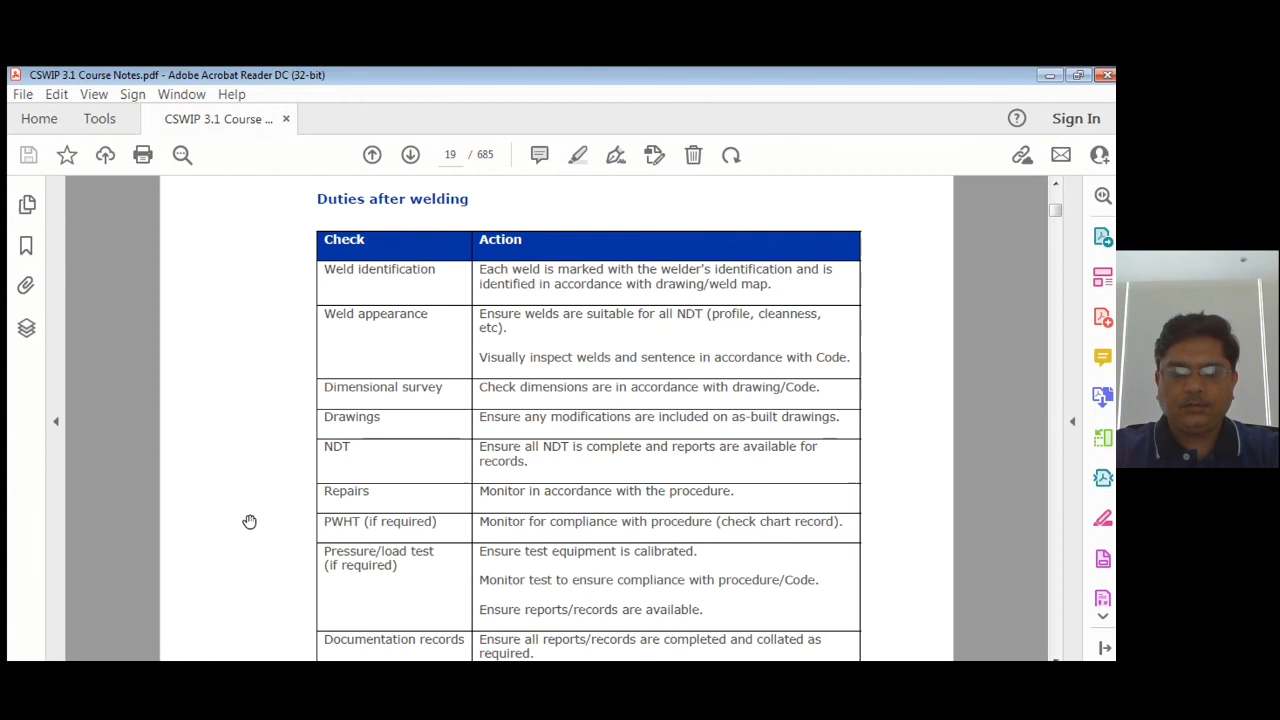 CSWIP 3.1 Course Notes.pdf - Adobe Acrobat Reader DC (32-bit)
File Edit View Sign Window Help
Home Tools CSWIP 3.1 Course ... × ? Sign In
19 / 685
Duties after welding
Check Action
Weld identification Each weld is marked with the welder's identification and is
identified in accordance with drawing/weld map.
Weld appearance Ensure welds are suitable for all NDT (profile, cleanness,
etc).
Visually inspect welds and sentence in accordance with Code.
Dimensional survey Check dimensions are in accordance with drawing/Code.
Drawings Ensure any modifications are included on as-built drawings.
NDT Ensure all NDT is complete and reports are available for
records.
Repairs Monitor in accordance with the procedure.
PWHT (if required) Monitor for compliance with procedure (check chart record).
Pressure/load test Ensure test equipment is calibrated.
(if required)
Monitor test to ensure compliance with procedure/Code.
Ensure reports/records are available.
Documentation records Ensure all reports/records are completed and collated as
required.